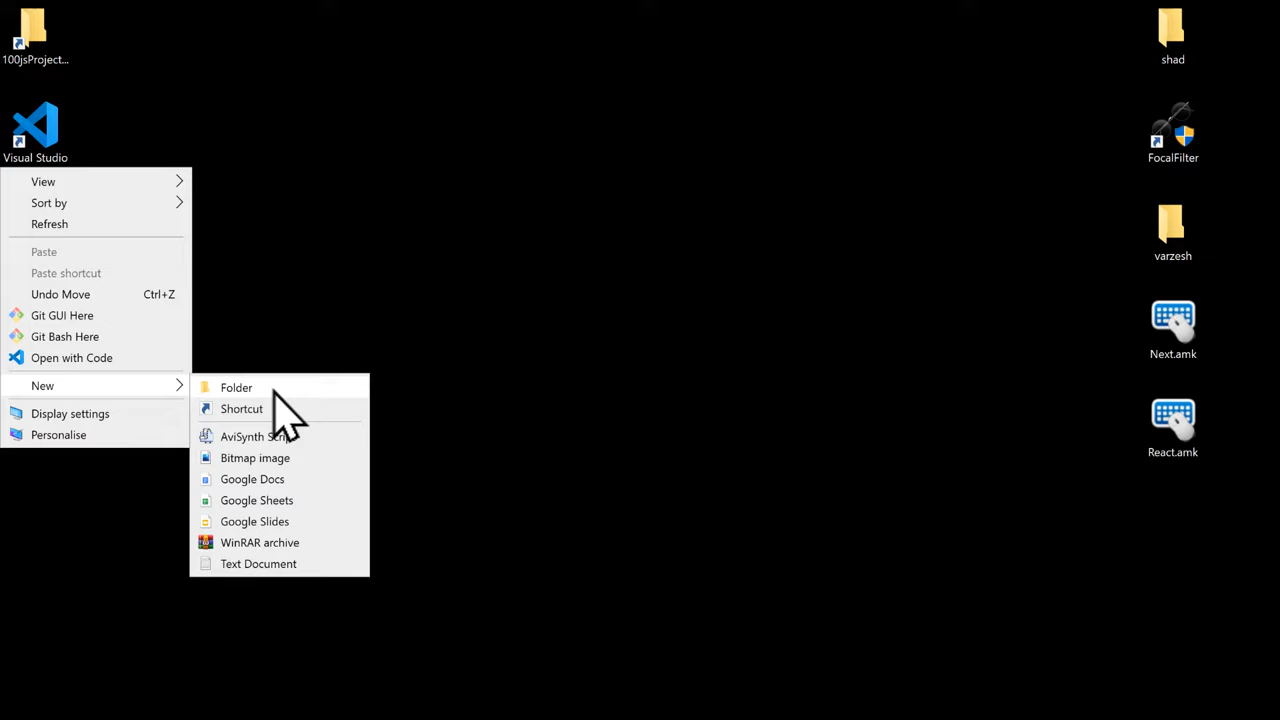 100jsProject...
Visual Studio
View
Sort by
Refresh
Paste
Paste shortcut
Undo Move Ctrl+Z
Git GUI Here
Git Bash Here
Open with Code
New
Display settings
Personalise
Folder
Shortcut
AviSynth
Bitmap image
Google Docs
Google Sheets
Google Slides
WinRAR archive
Text Document
shad
FocalFilter
varzesh
Next.amk
React.amk